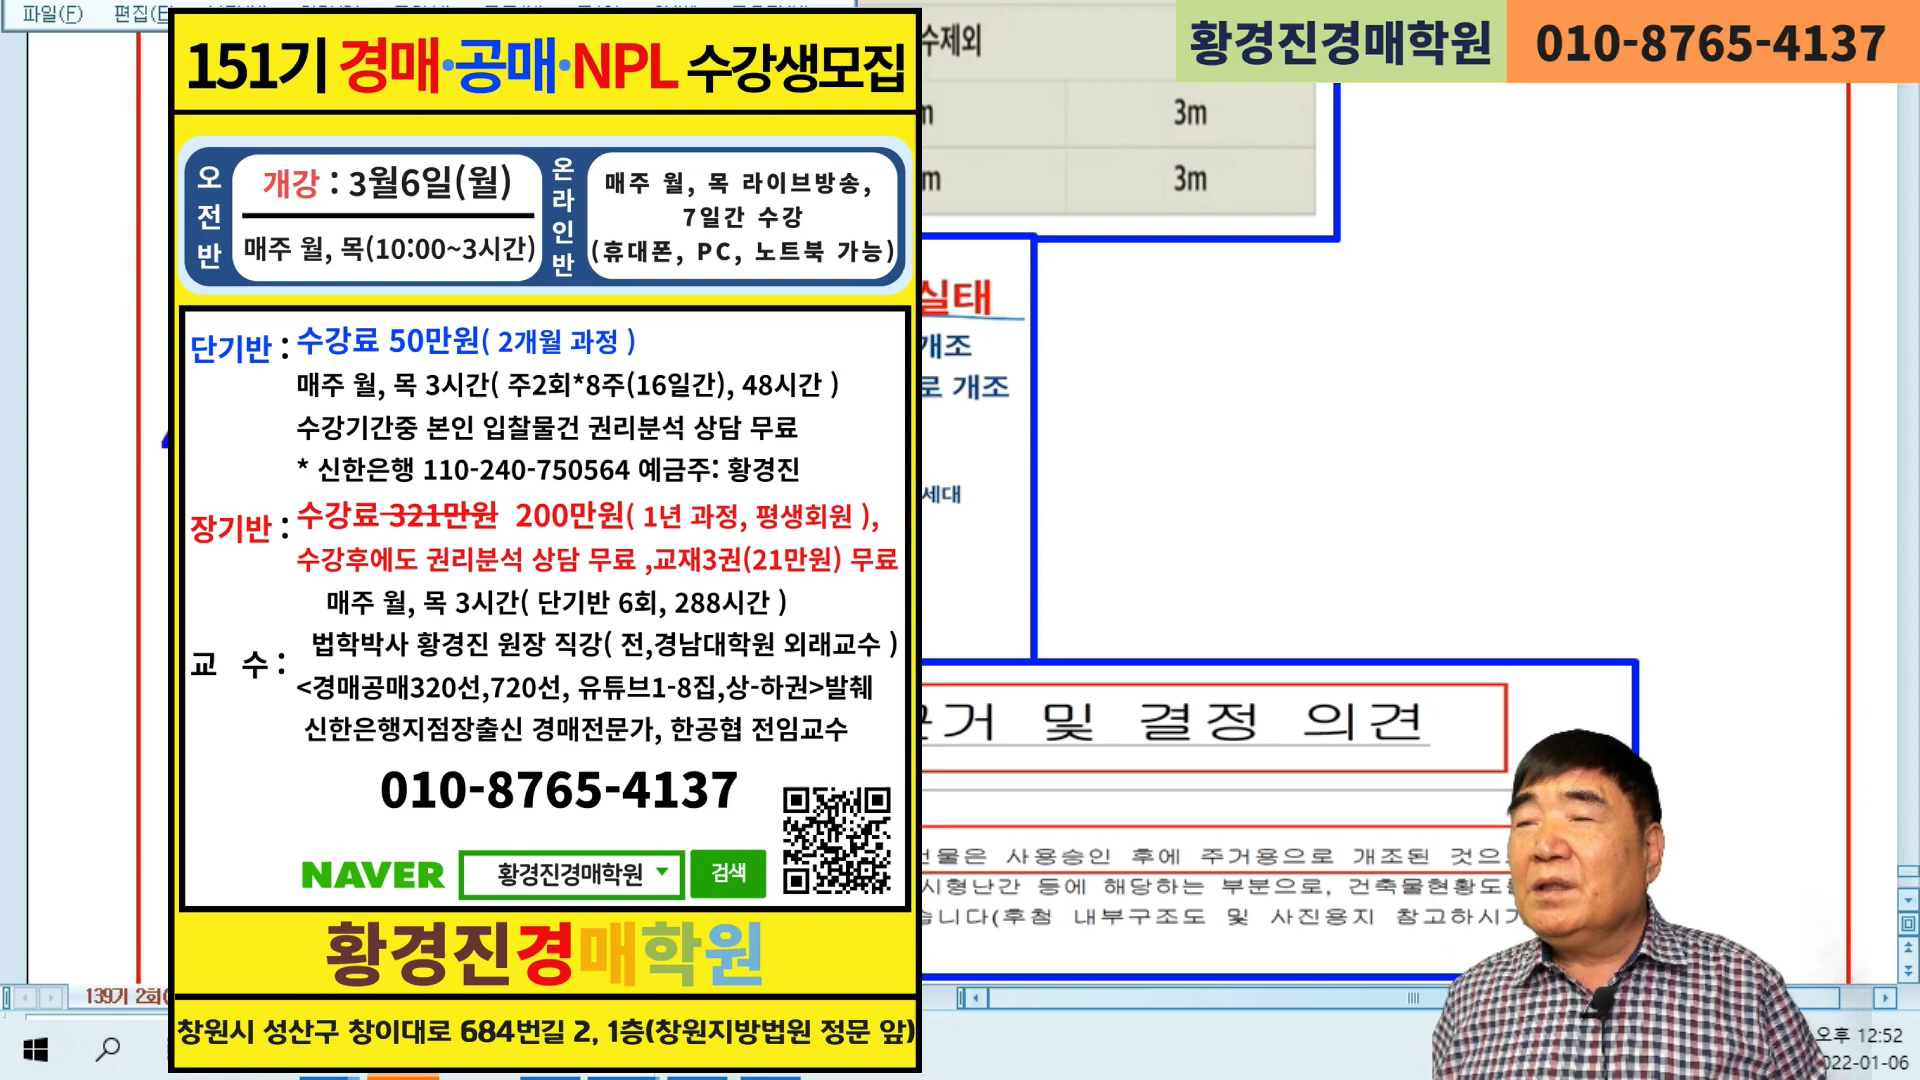 파일(F) 편집(E
151기 경매·공매·NPL 수강생모집
오전반
개강 : 3월6일(월)
매주 월, 목(10:00~3시간)
온라인반
매주 월, 목 라이브방송,
7일간 수강
(휴대폰, PC, 노트북 가능)
단기반 : 수강료 50만원( 2개월 과정 )
매주 월, 목 3시간( 주2회*8주(16일간), 48시간 )
수강기간중 본인 입찰물건 권리분석 상담 무료
* 신한은행 110-240-750564 예금주: 황경진
장기반 : 수강료 321만원 200만원( 1년 과정, 평생회원 ),
수강후에도 권리분석 상담 무료 ,교재3권(21만원) 무료
매주 월, 목 3시간( 단기반 6회, 288시간 )
교 수 : 법학박사 황경진 원장 직강( 전,경남대학원 외래교수 )
<경매공매320선,720선, 유튜브1-8집,상-하권>발췌
신한은행지점장출신 경매전문가, 한공협 전임교수
010-8765-4137
NAVER 황경진경매학원 검색
황경진경매학원
창원시 성산구 창이대로 684번길 2, 1층(창원지방법원 정문 앞)
황경진경매학원 010-8765-4137
수제외
m 3m
m 3m
실태
개조
로 개조
세대
거 및 결정 의견
건물은 사용승인 후에 주거용으로 개조된 것으
시형난간 등에 해당하는 부분으로, 건축물현황도
습니다(후첨 내부구조도 및 사진용지 참고하시기
139기 2회(
오후 12:52
022-01-06